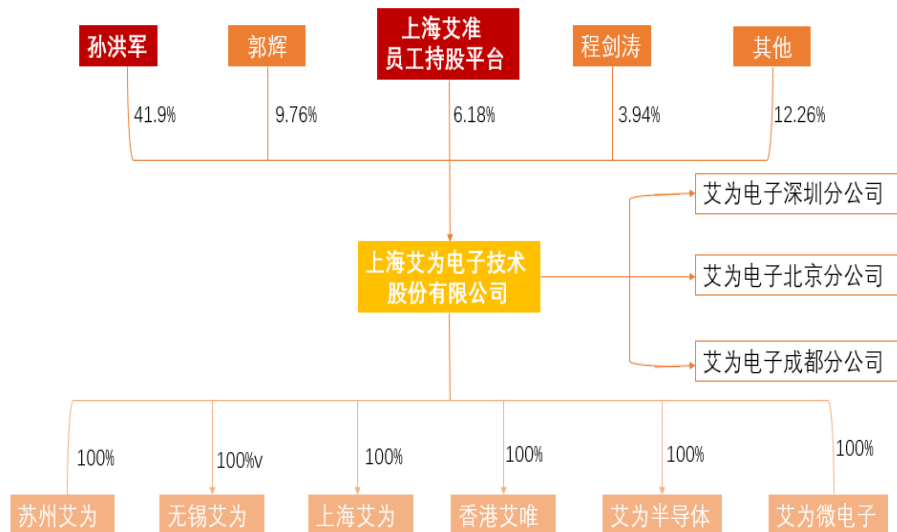 孙洪军
郭辉
上海艾准
员工持股平台
程剑涛
其他
41.9%
9.76%
6.18%
3.94%
12.26%
艾为电子深圳分公司
上海艾为电子技术
股份有限公司
艾为电子北京分公司
艾为电子成都分公司
100%
100%v
100%
100%
100%
100%
苏州艾为
无锡艾为
上海艾为
香港艾唯
艾为半导体
艾为微电子